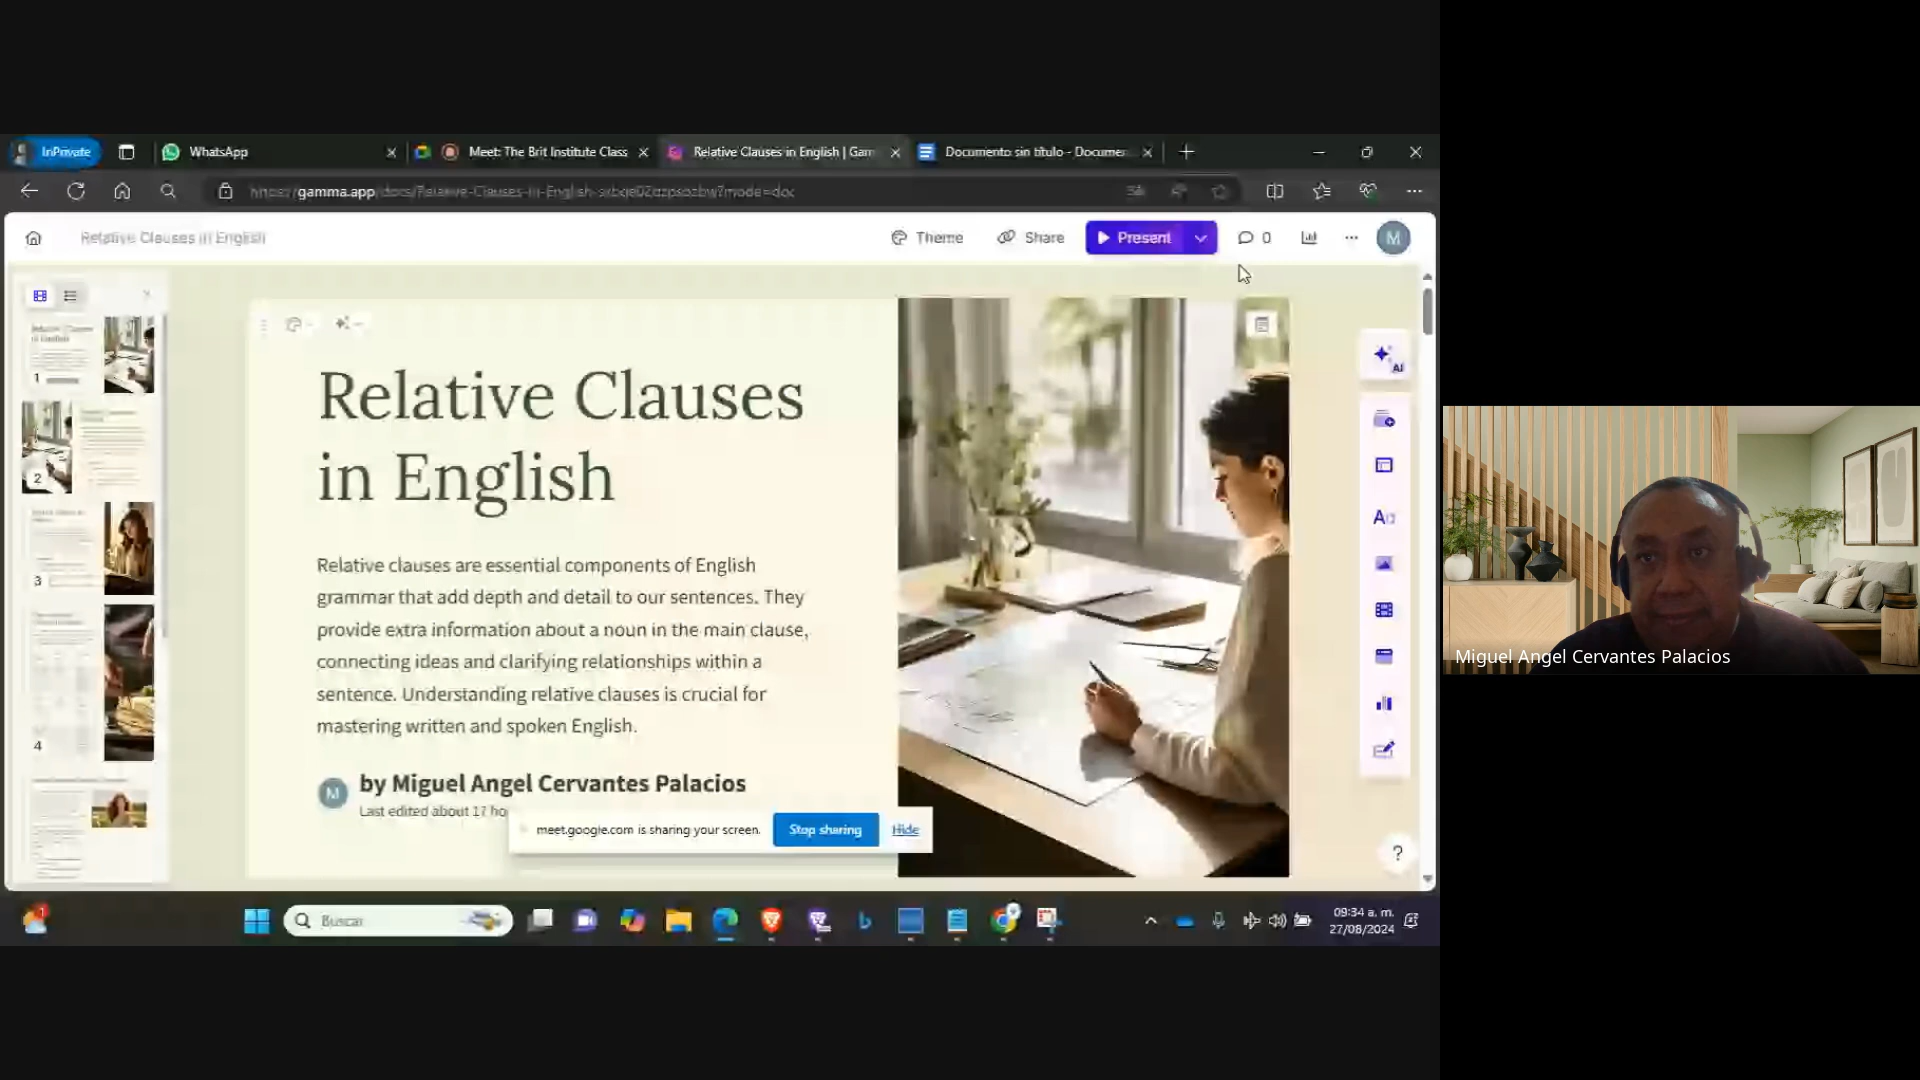 InPrivate
WhatsApp
Meet: The Brit Institute Class
Relative Clauses in English | Gam
Documento sin título - Documen
gamma.app
Relative Clauses in English
Theme
Share
Present
0
M
1
2
3
4
Relative Clauses
in English
Relative clauses are essential components of English
grammar that add depth and detail to our sentences. They
provide extra information about a noun in the main clause,
connecting ideas and clarifying relationships within a
sentence. Understanding relative clauses is crucial for
mastering written and spoken English.
M
by Miguel Angel Cervantes Palacios
Last edited about 17 ho
meet.google.com is sharing your screen.
Stop sharing
Hide
AI
?
Buscar
09:34 a. m.
27/08/2024
Miguel Angel Cervantes Palacios